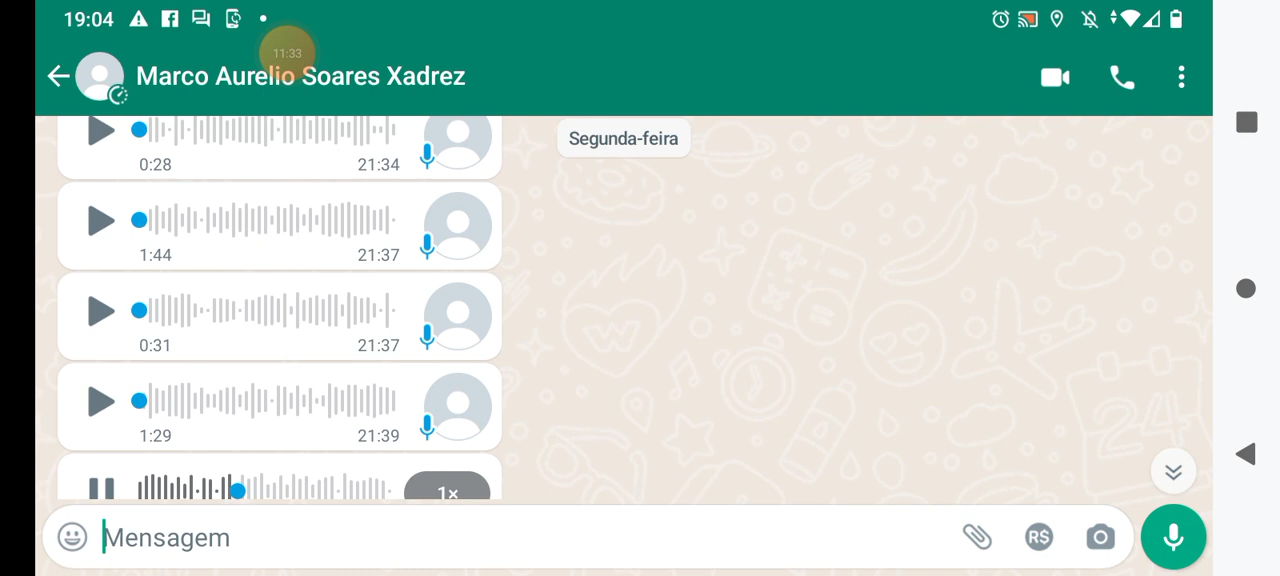 19:04
11:33
Marco Aurelio Soares Xadrez
Segunda-feira
0:28 21:34
1:44 21:37
0:31 21:37
1:29 21:39
1×
Mensagem
R$